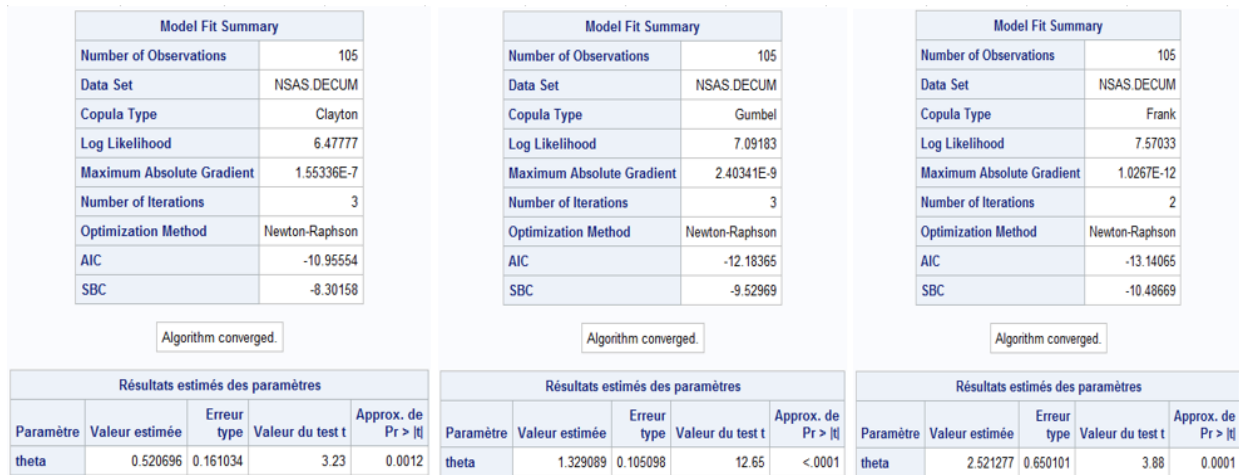 Model Fit Summary
Number of Observations 105
Data Set NSAS.DECUM
Copula Type Clayton
Log Likelihood 6.47777
Maximum Absolute Gradient 1.55336E-7
Number of Iterations 3
Optimization Method Newton-Raphson
AIC -10.95554
SBC -8.30158
Algorithm converged.
Résultats estimés des paramètres
Paramètre Valeur estimée Erreur type Valeur du test t Approx. de Pr > |t|
theta 0.520696 0.161034 3.23 0.0012
Model Fit Summary
Number of Observations 105
Data Set NSAS.DECUM
Copula Type Gumbel
Log Likelihood 7.09183
Maximum Absolute Gradient 2.40341E-9
Number of Iterations 3
Optimization Method Newton-Raphson
AIC -12.18365
SBC -9.52969
Algorithm converged.
Résultats estimés des paramètres
Paramètre Valeur estimée Erreur type Valeur du test t Approx. de Pr > |t|
theta 1.329089 0.105098 12.65 <.0001
Model Fit Summary
Number of Observations 105
Data Set NSAS.DECUM
Copula Type Frank
Log Likelihood 7.57033
Maximum Absolute Gradient 1.0267E-12
Number of Iterations 2
Optimization Method Newton-Raphson
AIC -13.14065
SBC -10.48669
Algorithm converged.
Résultats estimés des paramètres
Paramètre Valeur estimée Erreur type Valeur du test t Approx. de Pr > |t|
theta 2.521277 0.650101 3.88 0.0001